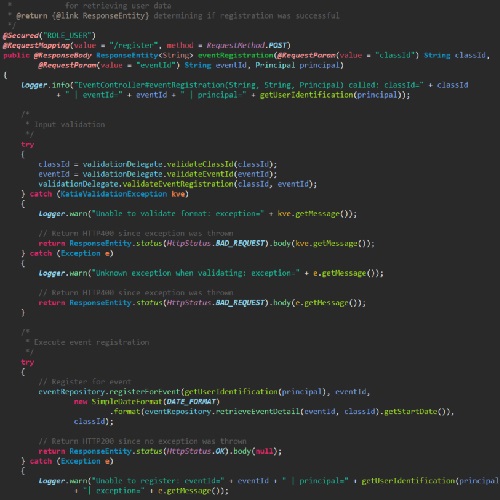 *            for retrieving user data
* @return {@link ResponseEntity} determining if registration was successful
*/
@Secured("ROLE_USER")
@RequestMapping(value = "/register", method = RequestMethod.POST)
public @ResponseBody ResponseEntity<String> eventRegistration(@RequestParam(value = "classId") String classId,
@RequestParam(value = "eventId") String eventId, Principal principal)
{
Logger.info("EventController#eventRegistration(String, String, Principal) called: classId=" + classId
+ " | eventId=" + eventId + " | principal=" + getUserIdentification(principal));
/*
* Input validation
*/
try
{
classId = validationDelegate.validateClassId(classId);
eventId = validationDelegate.validateEventId(eventId);
validationDelegate.validateEventRegistration(classId, eventId);
} catch (KatieValidationException kve)
{
Logger.warn("Unable to validate format: exception=" + kve.getMessage());
// Return HTTP400 since exception was thrown
return ResponseEntity.status(HttpStatus.BAD_REQUEST).body(kve.getMessage());
} catch (Exception e)
{
Logger.warn("Unknown exception when validating: exception=" + e.getMessage());
// Return HTTP400 since exception was thrown
return ResponseEntity.status(HttpStatus.BAD_REQUEST).body(e.getMessage());
}
/*
* Execute event registration
*/
try
{
// Register for event
eventRepository.registerForEvent(getUserIdentification(principal), eventId,
new SimpleDateFormat(DATE_FORMAT)
.format(eventRepository.retrieveEventDetail(eventId, classId).getStartDate()),
classId);
// Return HTTP200 since no exception was thrown
return ResponseEntity.status(HttpStatus.OK).body(null);
} catch (Exception e)
{
Logger.warn("Unable to register: eventId=" + eventId + " | principal=" + getUserIdentification(principal
+ "| exception=" + e.getMessage());